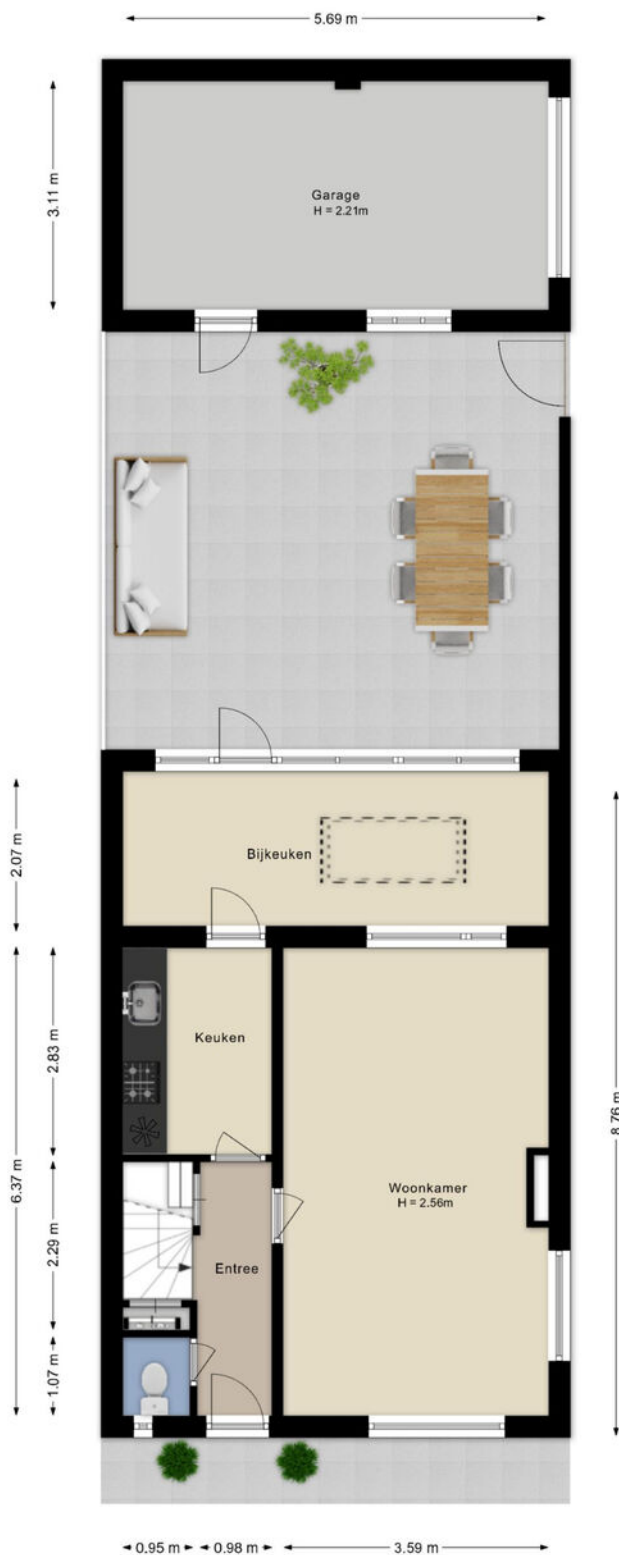 5.69 m
3.11 m
Garage
H = 2.21m
2.07 m
Bijkeuken
8.76 m
6.37 m
2.83 m
Keuken
2.29 m
Woonkamer
H = 2.56m
Entree
1.07 m
0.95 m
0.98 m
3.59 m